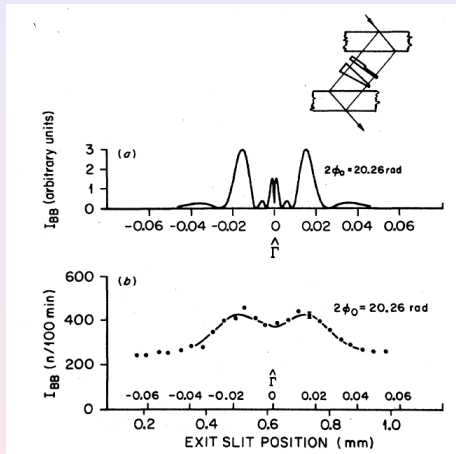 (a)
I_BB (arbitrary units)
3
2
1
0
2ϕ₀ = 20.26 rad
-0.06 -0.04 -0.02 0 0.02 0.04 0.06
Γ̂
(b)
I_BB (n/100 min)
600
400
200
0
2ϕ₀ = 20.26 rad
Γ̂
-0.06 -0.04 -0.02 0 0.02 0.04 0.06
0.2 0.4 0.6 0.8 1.0
EXIT SLIT POSITION (mm)